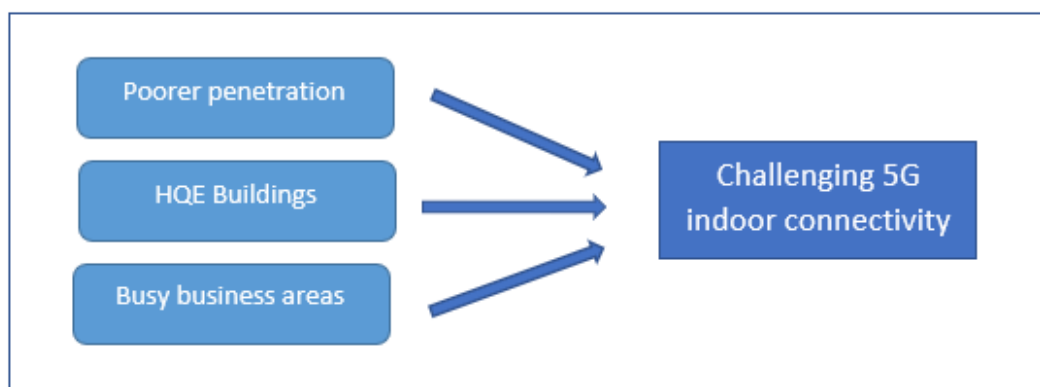 Poorer penetration
HQE Buildings
Busy business areas
Challenging 5G
indoor connectivity